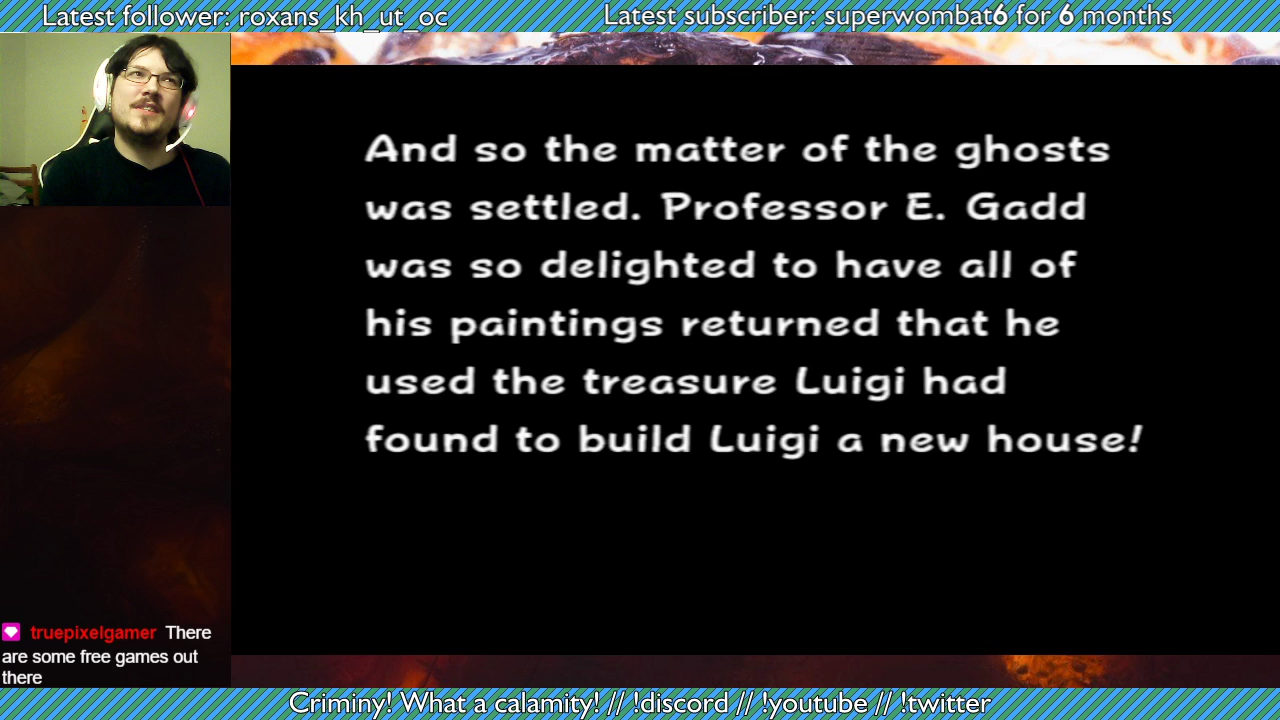 Latest follower: roxans_kh_ut_oc
Latest subscriber: superwombat6 for 6 months
And so the matter of the ghosts
was settled. Professor E. Gadd
was so delighted to have all of
his paintings returned that he
used the treasure Luigi had
found to build Luigi a new house!
truepixelgamer There
are some free games out
there
Criminy! What a calamity! // !discord // !youtube // !twitter